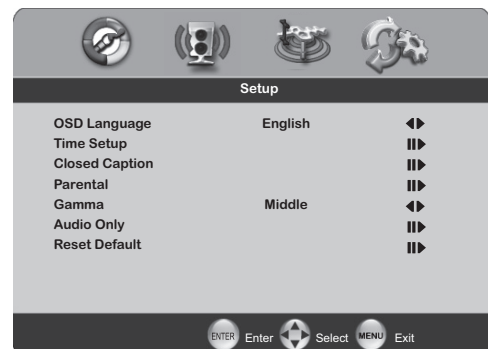 Setup
OSD Language English
Time Setup
Closed Caption
Parental
Gamma Middle
Audio Only
Reset Default
ENTER Enter Select MENU Exit